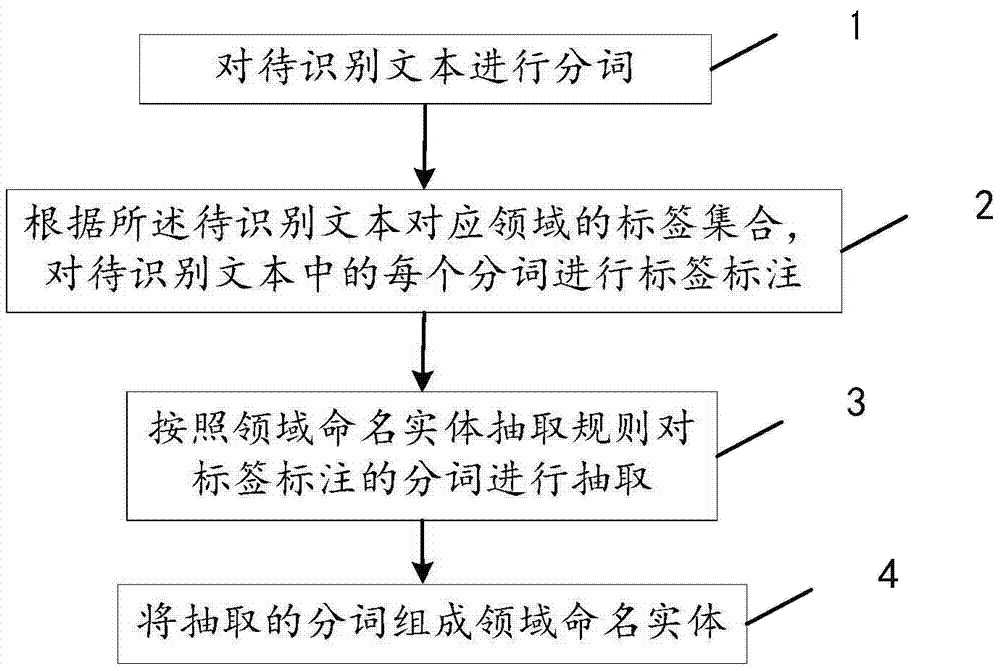 1
对待识别文本进行分词
2
根据所述待识别文本对应领域的标签集合，
对待识别文本中的每个分词进行标签标注
3
按照领域命名实体抽取规则对
标签标注的分词进行抽取
4
将抽取的分词组成领域命名实体